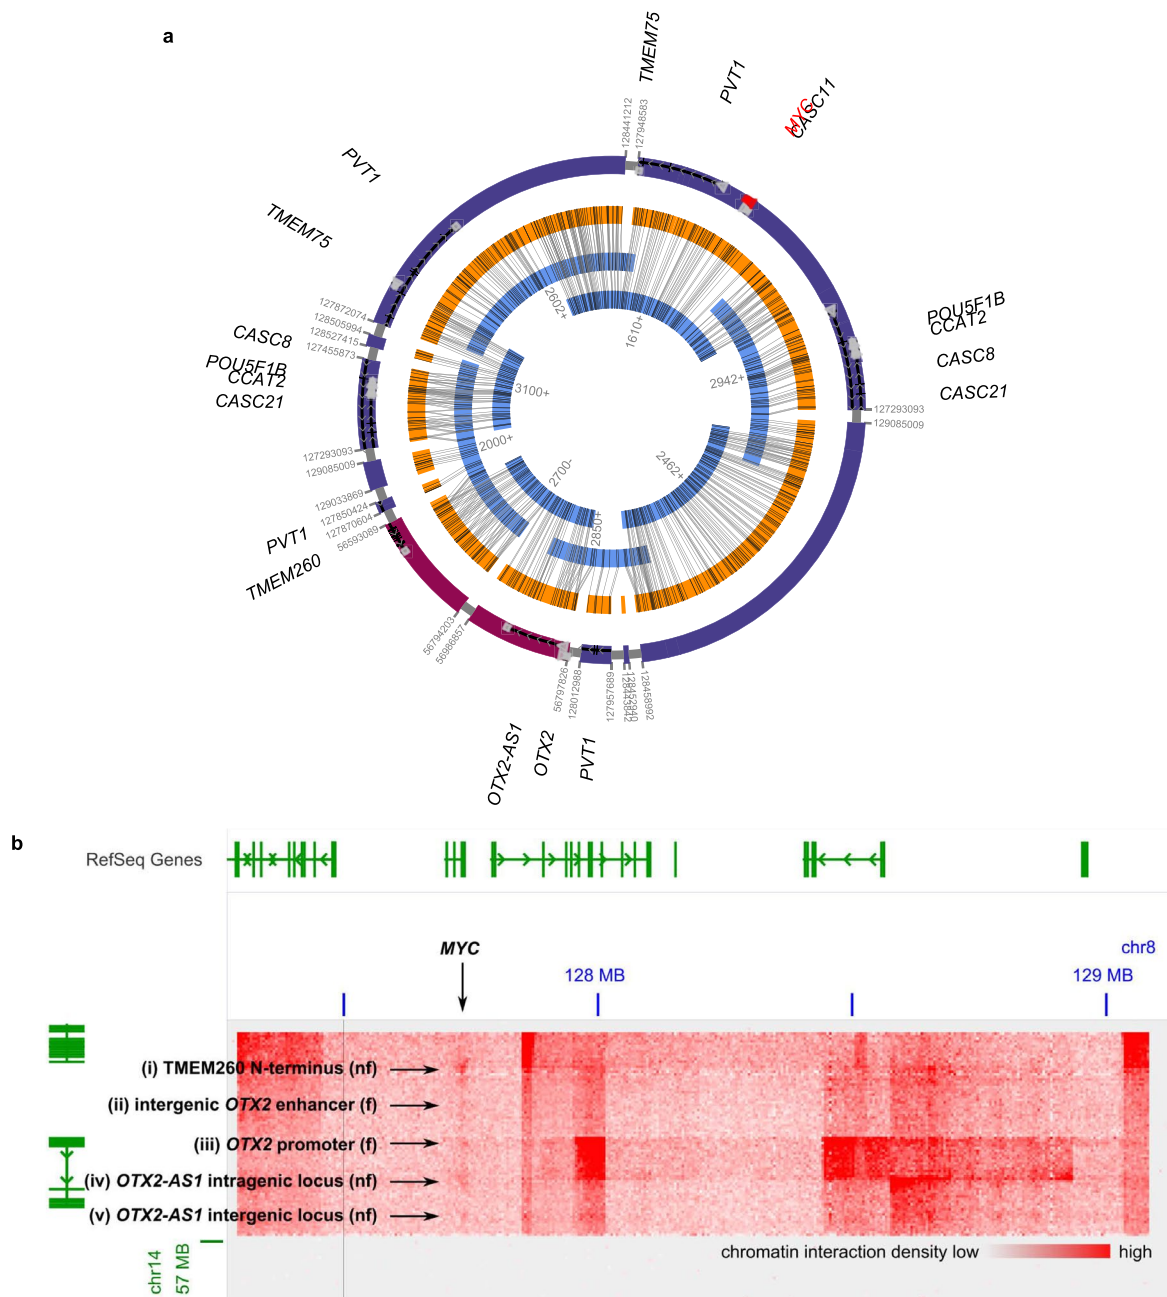 a
TMEM75
PVT1
MYC
CASC11
128441212
127948583
PVT1
TMEM75
127872074
128505994
128527415
127455873
CASC8
POU5F1B
CCAT2
CASC21
127293093
129085009
129033869
127850424
127870604
56593089
PVT1
TMEM260
POU5F1B
CCAT2
CASC8
CASC21
127293093
129085009
2602+
1610+
2942+
3100+
2000+
2700-
2850+
2462+
56794203
56986857
56797826
128012988
127957689
128443842
128452940
128458992
OTX2-AS1
OTX2
PVT1
b
RefSeq Genes
MYC
chr8
128 MB
129 MB
(i) TMEM260 N-terminus (nf)
(ii) intergenic OTX2 enhancer (f)
(iii) OTX2 promoter (f)
(iv) OTX2-AS1 intragenic locus (nf)
(v) OTX2-AS1 intergenic locus (nf)
chromatin interaction density low
high
chr14
57 MB